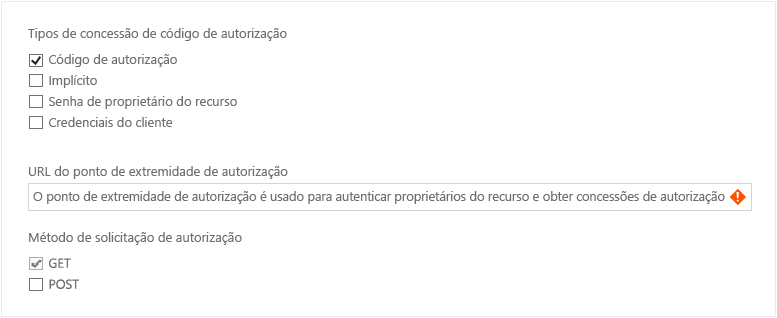 Tipos de concessão de código de autorização
Código de autorização
Implícito
Senha de proprietário do recurso
Credenciais do cliente
URL do ponto de extremidade de autorização
O ponto de extremidade de autorização é usado para autenticar proprietários do recurso e obter concessões de autorização
Método de solicitação de autorização
GET
POST